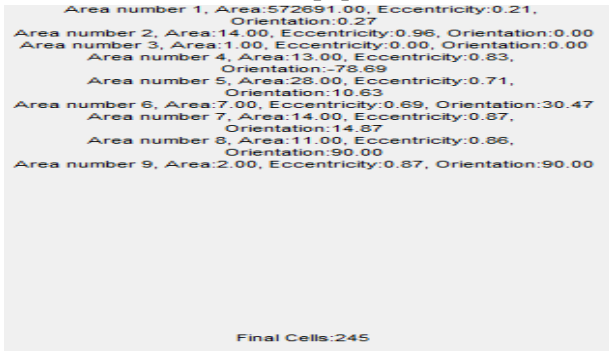 Area number 1, Area:572691.00, Eccentricity:0.21,
Orientation:0.27
Area number 2, Area:14.00, Eccentricity:0.96, Orientation:0.00
Area number 3, Area:1.00, Eccentricity:0.00, Orientation:0.00
Area number 4, Area:13.00, Eccentricity:0.83,
Orientation:-78.69
Area number 5, Area:28.00, Eccentricity:0.71,
Orientation:10.63
Area number 6, Area:7.00, Eccentricity:0.69, Orientation:30.47
Area number 7, Area:14.00, Eccentricity:0.87,
Orientation:14.87
Area number 8, Area:11.00, Eccentricity:0.86,
Orientation:90.00
Area number 9, Area:2.00, Eccentricity:0.87, Orientation:90.00
Final Cells:245